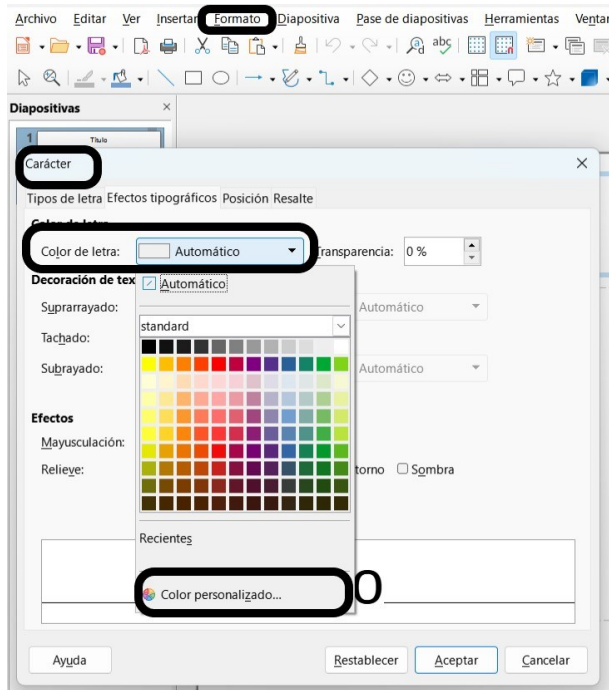 Archivo Editar Ver Insertar Formato Diapositiva Pase de diapositivas Herramientas
Diapositivas ×
1 Título
Carácter
Tipos de letra Efectos tipográficos Posición Resalte
Color de letra
Color de letra: Automático Transparencia: 0 %
Decoración de tex Automático
Suprarrayado: Automático
standard
Tachado:
Subrayado: Automático
Efectos
Mayusculación:
Relieve: torno Sombra
Recientes
Color personalizado...
Ayuda Restablecer Aceptar Cancelar